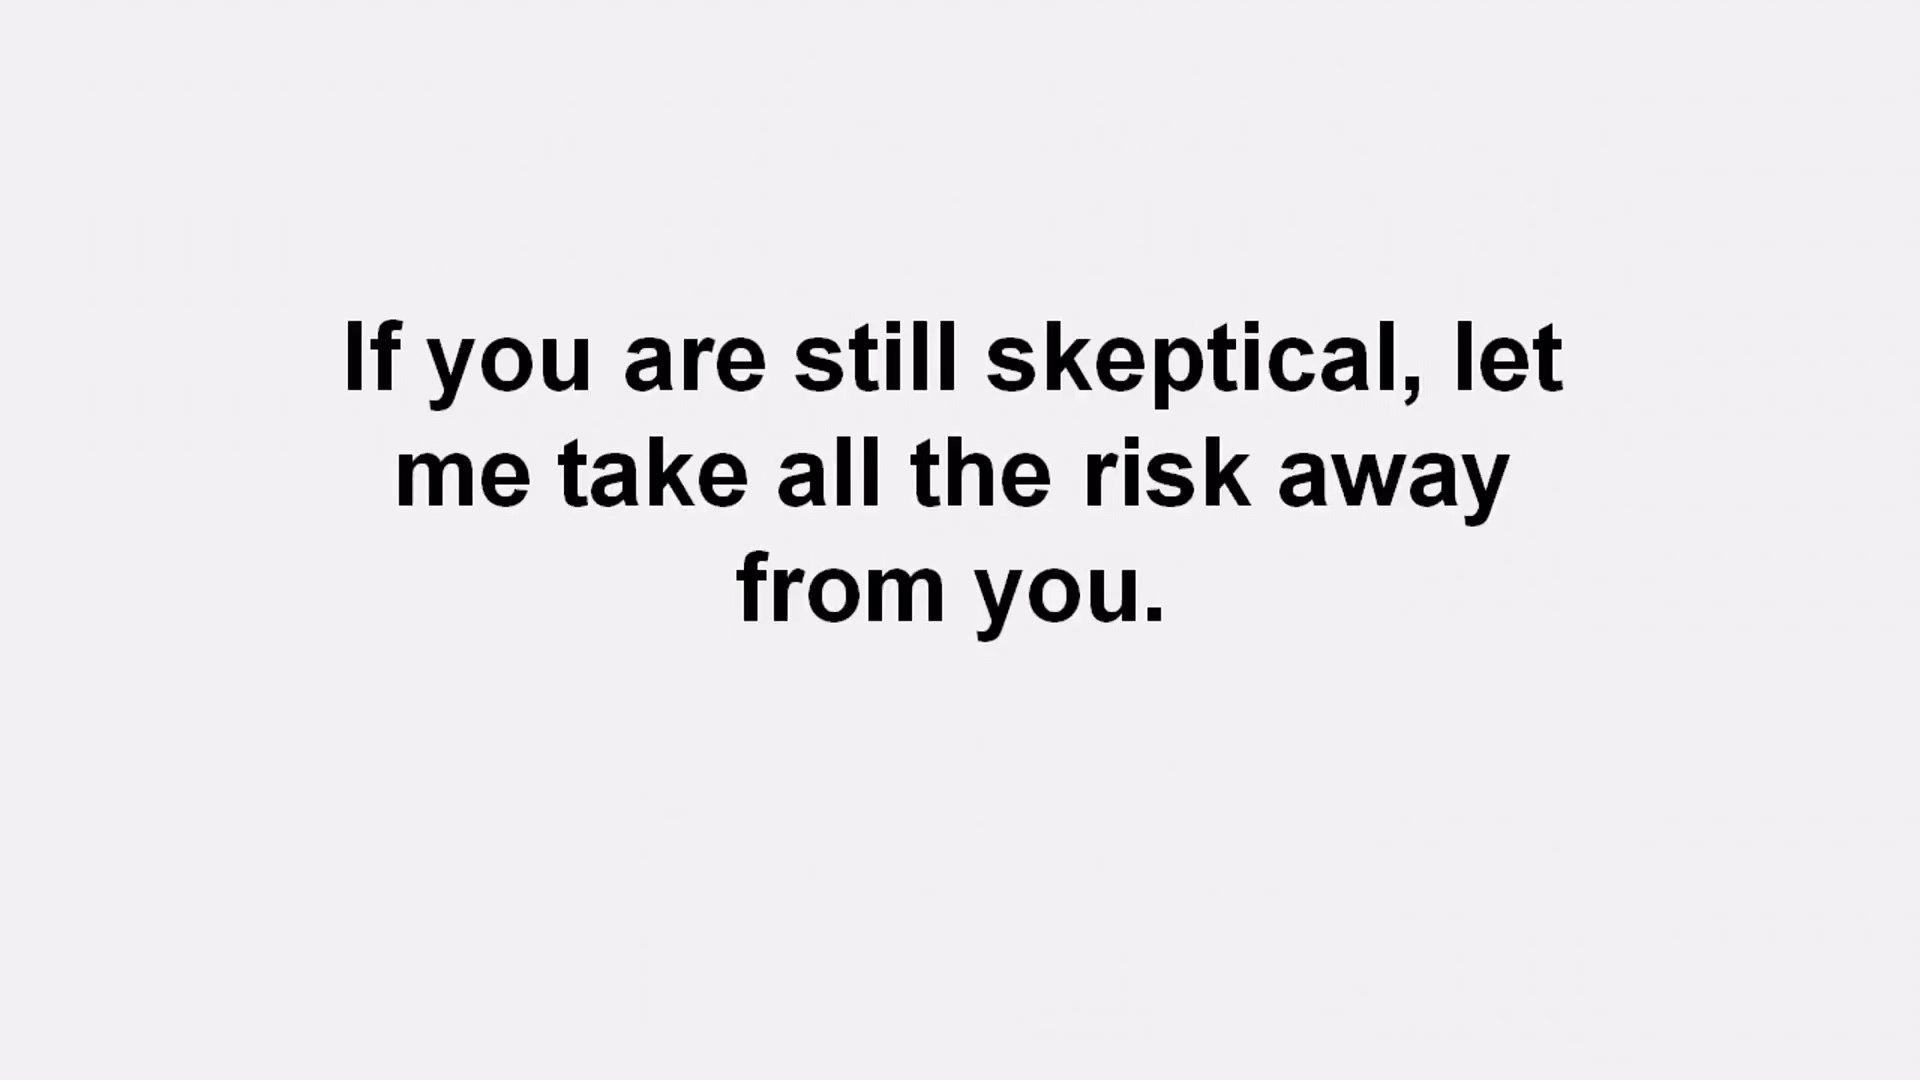 If you are still skeptical, let
me take all the risk away
from you.